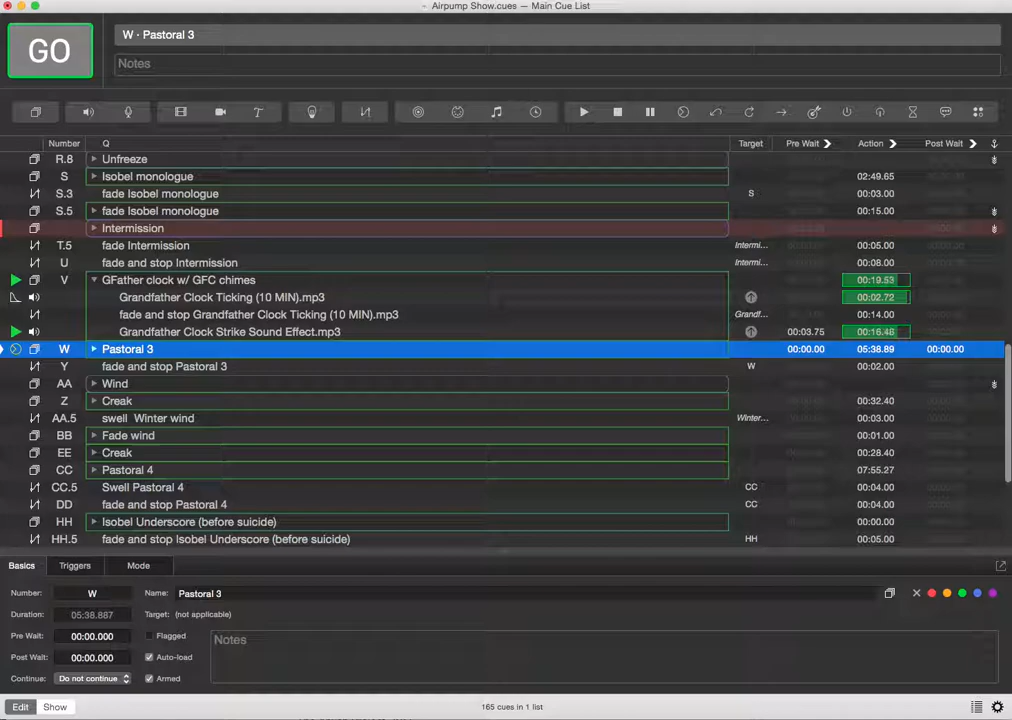 Airpump Show.cues — Main Cue List
GO
W · Pastoral 3
Notes
Number Q Target Pre Wait Action Post Wait
R.8 Unfreeze
S Isobel monologue 02:49.65
S.3 fade Isobel monologue S 00:03.00
S.5 fade Isobel monologue 00:15.00
Intermission
T.5 fade Intermission Intermi... 00:05.00
U fade and stop Intermission Intermi... 00:08.00
V GFather clock w/ GFC chimes 00:19.53
Grandfather Clock Ticking (10 MIN).mp3 00:02.72
fade and stop Grandfather Clock Ticking (10 MIN).mp3 Grandf... 00:14.00
Grandfather Clock Strike Sound Effect.mp3 00:03.75 00:16.46
W Pastoral 3 00:00.00 05:38.89 00:00.00
Y fade and stop Pastoral 3 W 00:02.00
AA Wind
Z Creak 00:32.40
AA.5 swell Winter wind Winter... 00:03.00
BB Fade wind 00:01.00
EE Creak 00:28.40
CC Pastoral 4 07:55.27
CC.5 Swell Pastoral 4 CC 00:04.00
DD fade and stop Pastoral 4 CC 00:04.00
HH Isobel Underscore (before suicide) 00:00.00
HH.5 fade and stop Isobel Underscore (before suicide) HH 00:05.00
Basics Triggers Mode
Number: W Name: Pastoral 3
Duration: 05:38.887 Target: (not applicable)
Pre Wait: 00:00.000 Flagged Notes
Post Wait: 00:00.000 Auto-load
Continue: Do not continue Armed
Edit Show 165 cues in 1 list